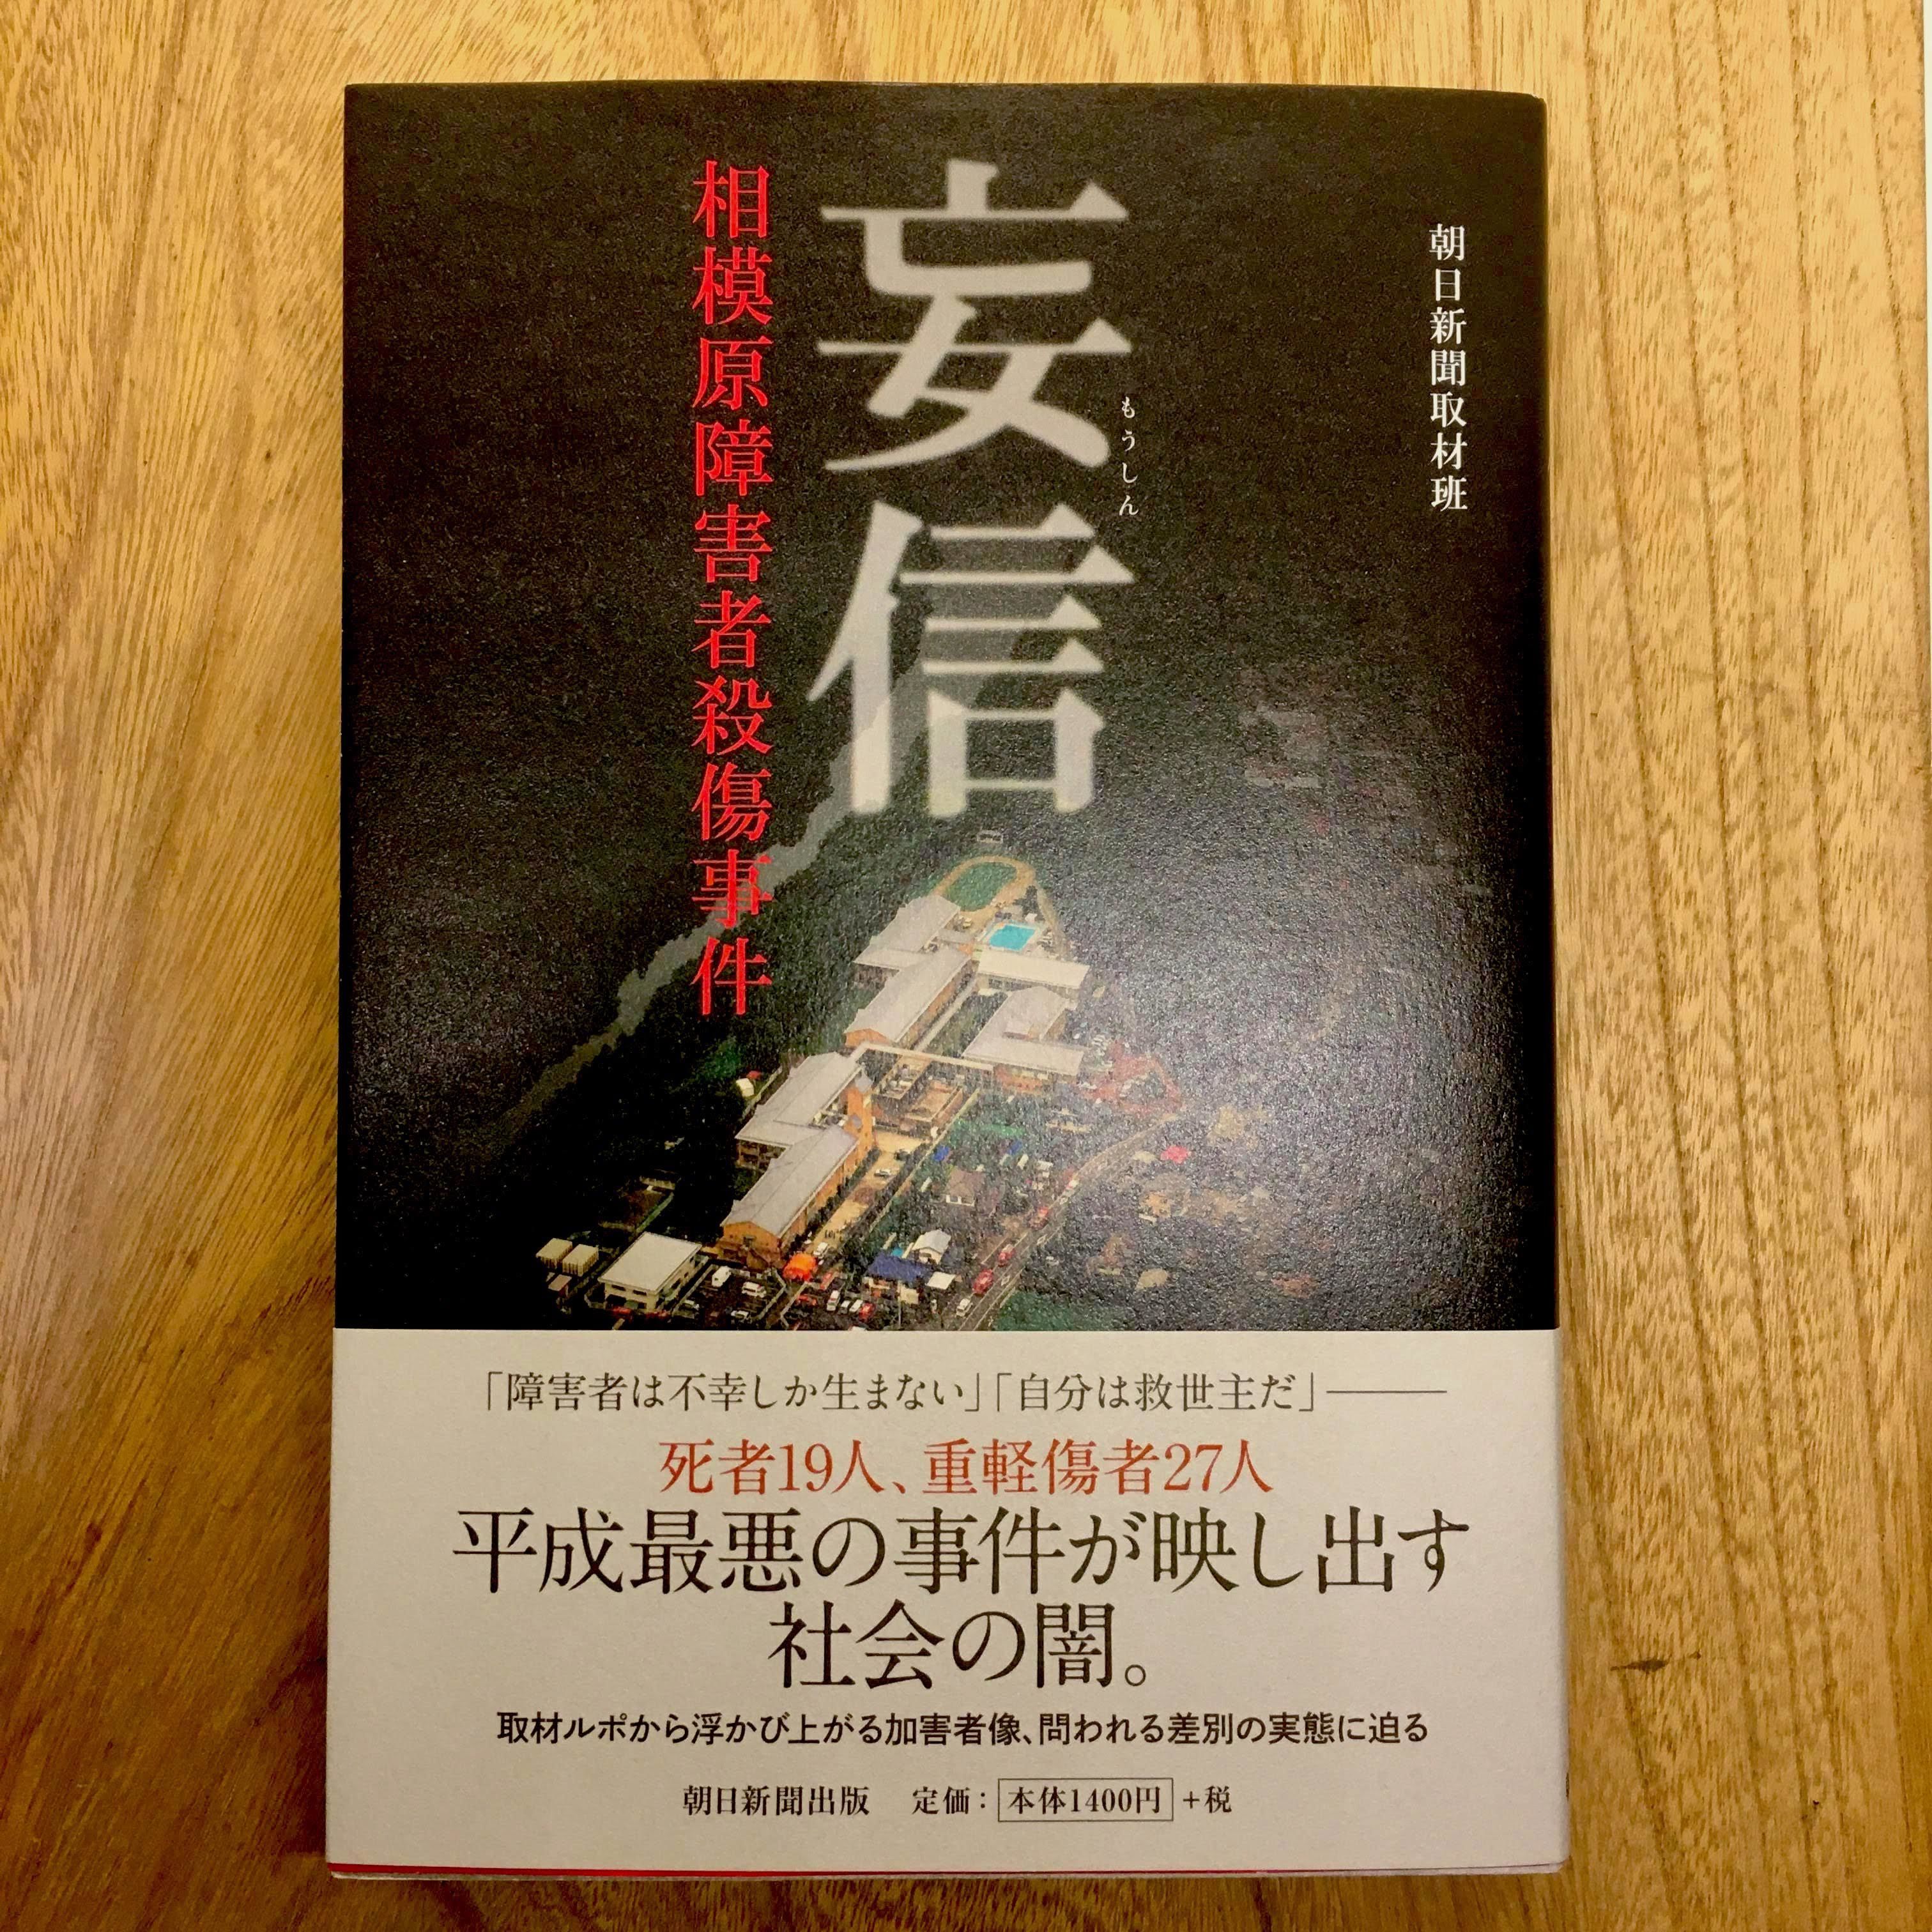 朝日新聞取材班
妄信
もうしん
相模原障害者殺傷事件
「障害者は不幸しか生まない」「自分は救世主だ」――
死者19人、重軽傷者27人
平成最悪の事件が映し出す
社会の闇。
取材ルポから浮かび上がる加害者像、問われる差別の実態に迫る
朝日新聞出版 定価：本体1400円＋税